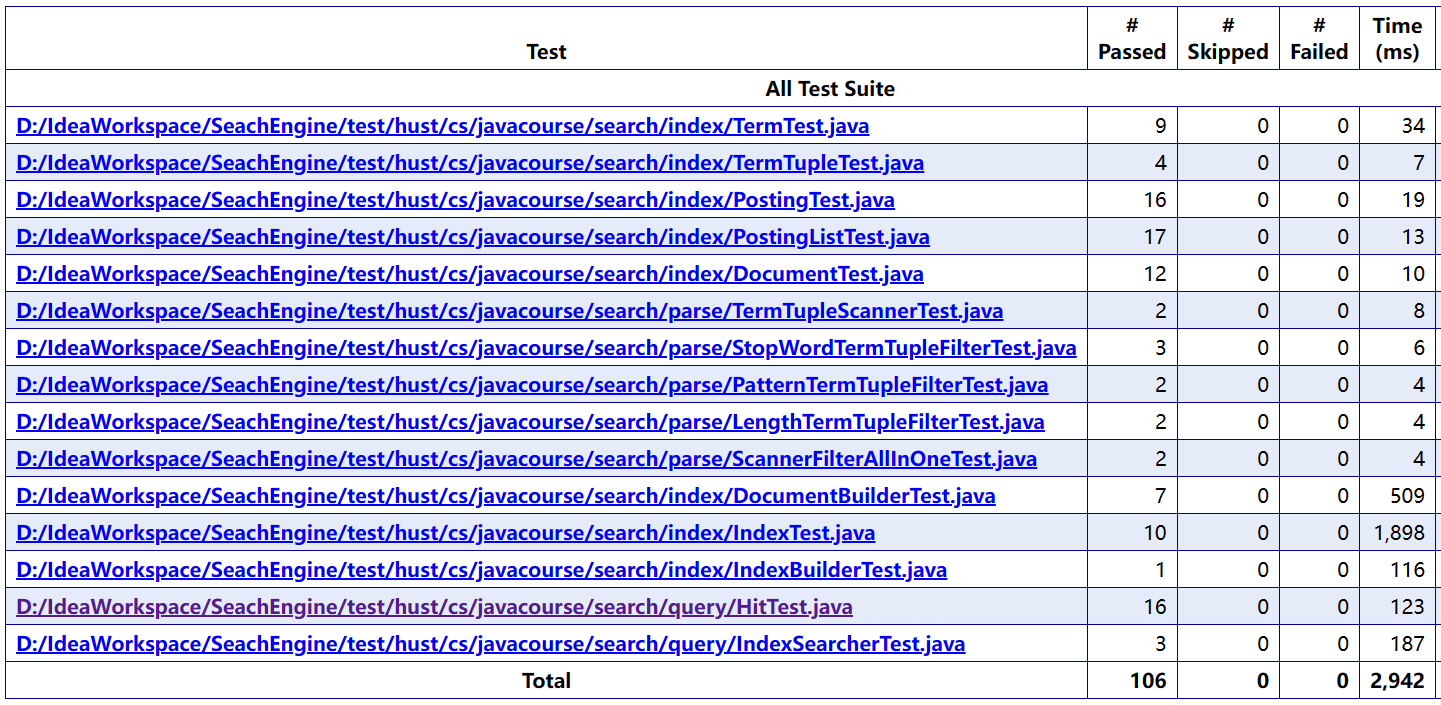 Test # Passed # Skipped # Failed Time (ms)
All Test Suite
D:/IdeaWorkspace/SeachEngine/test/hust/cs/javacourse/search/index/TermTest.java 9 0 0 34
D:/IdeaWorkspace/SeachEngine/test/hust/cs/javacourse/search/index/TermTupleTest.java 4 0 0 7
D:/IdeaWorkspace/SeachEngine/test/hust/cs/javacourse/search/index/PostingTest.java 16 0 0 19
D:/IdeaWorkspace/SeachEngine/test/hust/cs/javacourse/search/index/PostingListTest.java 17 0 0 13
D:/IdeaWorkspace/SeachEngine/test/hust/cs/javacourse/search/index/DocumentTest.java 12 0 0 10
D:/IdeaWorkspace/SeachEngine/test/hust/cs/javacourse/search/parse/TermTupleScannerTest.java 2 0 0 8
D:/IdeaWorkspace/SeachEngine/test/hust/cs/javacourse/search/parse/StopWordTermTupleFilterTest.java 3 0 0 6
D:/IdeaWorkspace/SeachEngine/test/hust/cs/javacourse/search/parse/PatternTermTupleFilterTest.java 2 0 0 4
D:/IdeaWorkspace/SeachEngine/test/hust/cs/javacourse/search/parse/LengthTermTupleFilterTest.java 2 0 0 4
D:/IdeaWorkspace/SeachEngine/test/hust/cs/javacourse/search/parse/ScannerFilterAllInOneTest.java 2 0 0 4
D:/IdeaWorkspace/SeachEngine/test/hust/cs/javacourse/search/index/DocumentBuilderTest.java 7 0 0 509
D:/IdeaWorkspace/SeachEngine/test/hust/cs/javacourse/search/index/IndexTest.java 10 0 0 1,898
D:/IdeaWorkspace/SeachEngine/test/hust/cs/javacourse/search/index/IndexBuilderTest.java 1 0 0 116
D:/IdeaWorkspace/SeachEngine/test/hust/cs/javacourse/search/query/HitTest.java 16 0 0 123
D:/IdeaWorkspace/SeachEngine/test/hust/cs/javacourse/search/query/IndexSearcherTest.java 3 0 0 187
Total 106 0 0 2,942